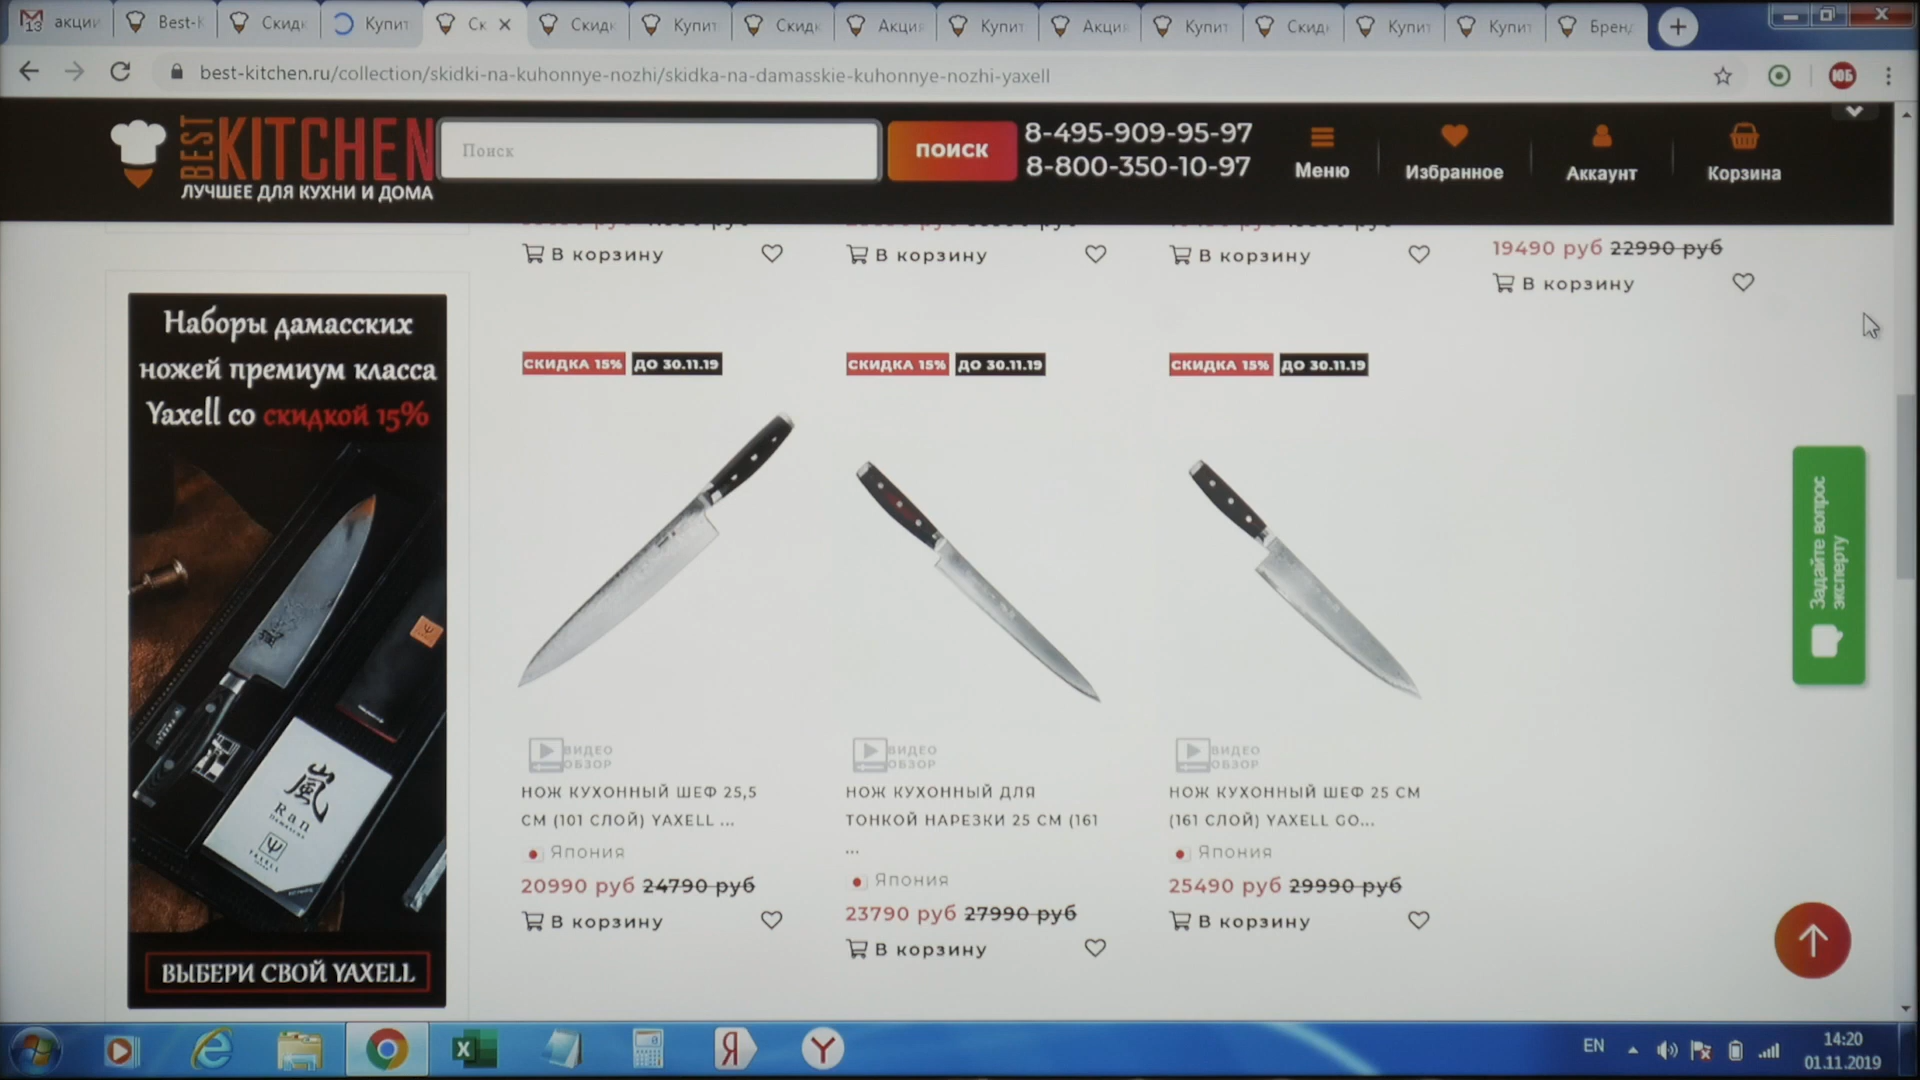 13 акции
Best-K
Скидк
Купит
Ск
Скидк
Купит
Скидк
Акция
Купит
Акция
Купит
Скидк
Купит
Купит
Бренд
best-kitchen.ru/collection/skidki-na-kuhonnye-nozhi/skidka-na-damasskie-kuhonnye-nozhi-yaxell
ЮБ
BEST KITCHEN
ЛУЧШЕЕ ДЛЯ КУХНИ И ДОМА
Поиск
ПОИСК
8-495-909-95-97
8-800-350-10-97
Меню
Избранное
Аккаунт
Корзина
19490 руб 22990 руб
В корзину
В корзину
В корзину
В корзину
Наборы дамасских
ножей премиум класса
Yaxell со скидкой 15%
嵐
Ran
YAXELL
ВЫБЕРИ СВОЙ YAXELL
СКИДКА 15% ДО 30.11.19
ВИДЕО
ОБЗОР
НОЖ КУХОННЫЙ ШЕФ 25,5
СМ (101 СЛОЙ) YAXELL ...
Япония
20990 руб 24790 руб
В корзину
СКИДКА 15% ДО 30.11.19
ВИДЕО
ОБЗОР
НОЖ КУХОННЫЙ ДЛЯ
ТОНКОЙ НАРЕЗКИ 25 СМ (161
...
Япония
23790 руб 27990 руб
В корзину
СКИДКА 15% ДО 30.11.19
ВИДЕО
ОБЗОР
НОЖ КУХОННЫЙ ШЕФ 25 СМ
(161 СЛОЙ) YAXELL GO...
Япония
25490 руб 29990 руб
В корзину
Задайте вопрос
эксперту
EN
14:20
01.11.2019